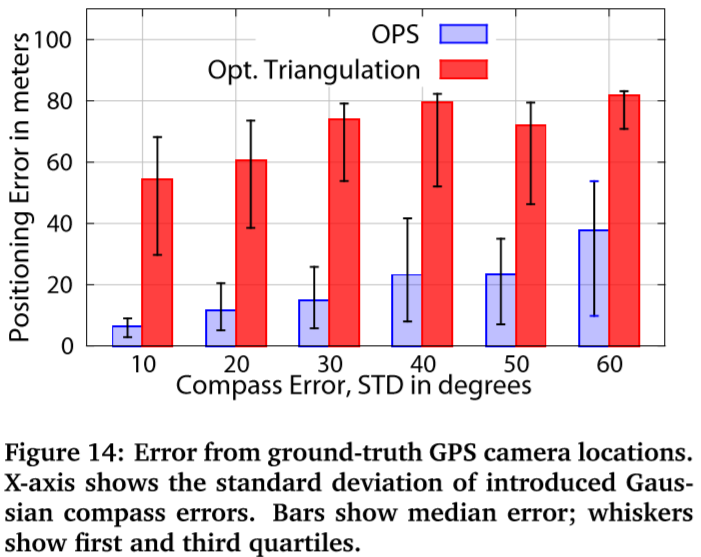 OPS
Opt. Triangulation
Positioning Error in meters
100
80
60
40
20
0
10 20 30 40 50 60
Compass Error, STD in degrees
Figure 14: Error from ground-truth GPS camera locations.
X-axis shows the standard deviation of introduced Gaus-
sian compass errors. Bars show median error; whiskers
show first and third quartiles.